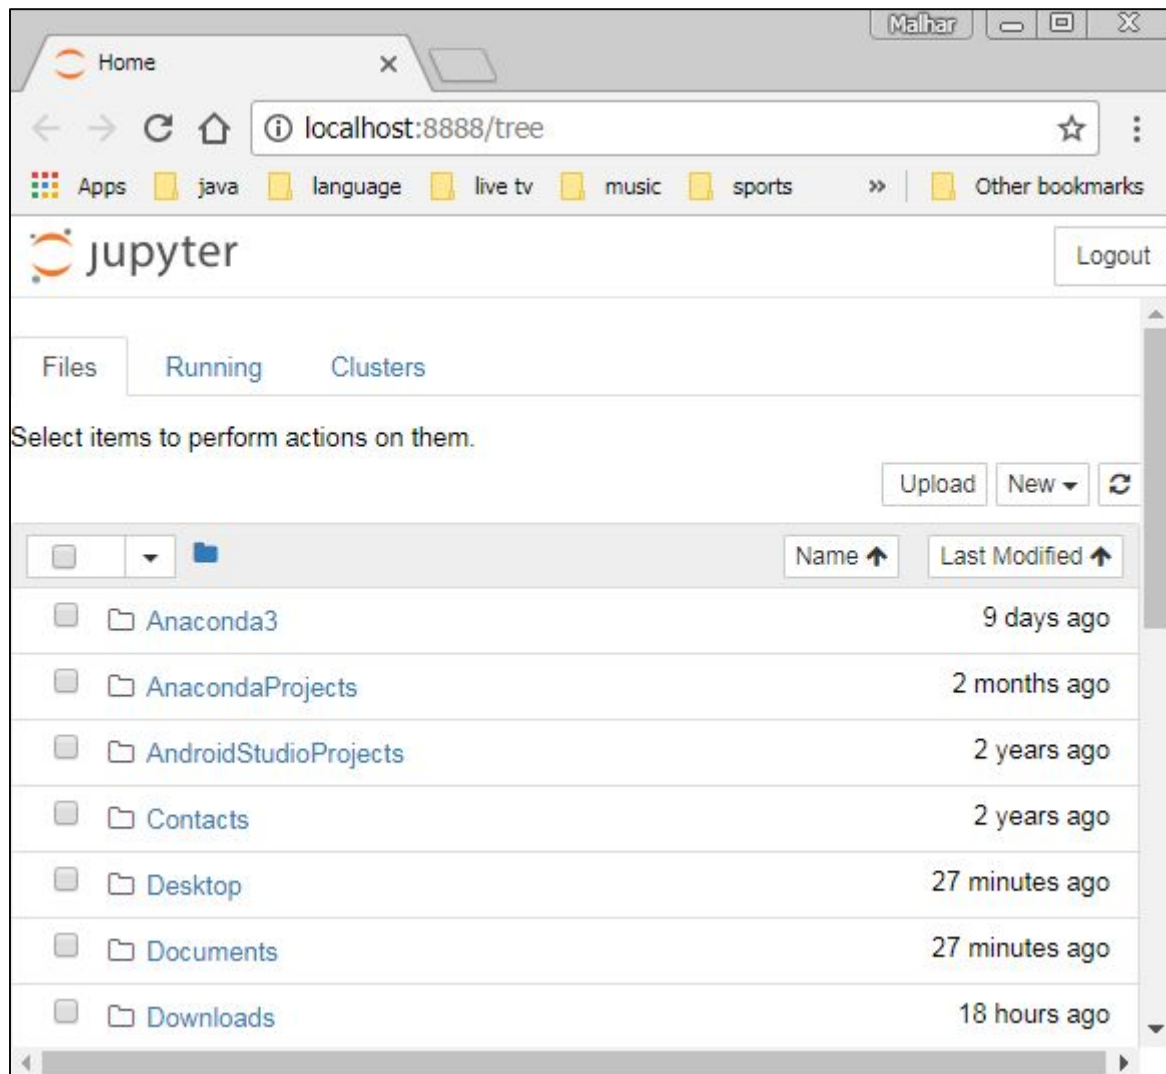 Malhar
Home
localhost:8888/tree
Apps java language live tv music sports » Other bookmarks
jupyter Logout
Files Running Clusters
Select items to perform actions on them.
Upload New
Name Last Modified
Anaconda3 9 days ago
AnacondaProjects 2 months ago
AndroidStudioProjects 2 years ago
Contacts 2 years ago
Desktop 27 minutes ago
Documents 27 minutes ago
Downloads 18 hours ago